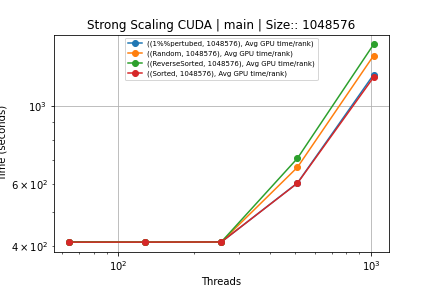 Strong Scaling CUDA | main | Size:: 1048576
((1%%pertubed, 1048576), Avg GPU time/rank)
((Random, 1048576), Avg GPU time/rank)
((ReverseSorted, 1048576), Avg GPU time/rank)
((Sorted, 1048576), Avg GPU time/rank)
10³
6 × 10²
4 × 10²
(seconds)
10² 10³
Threads